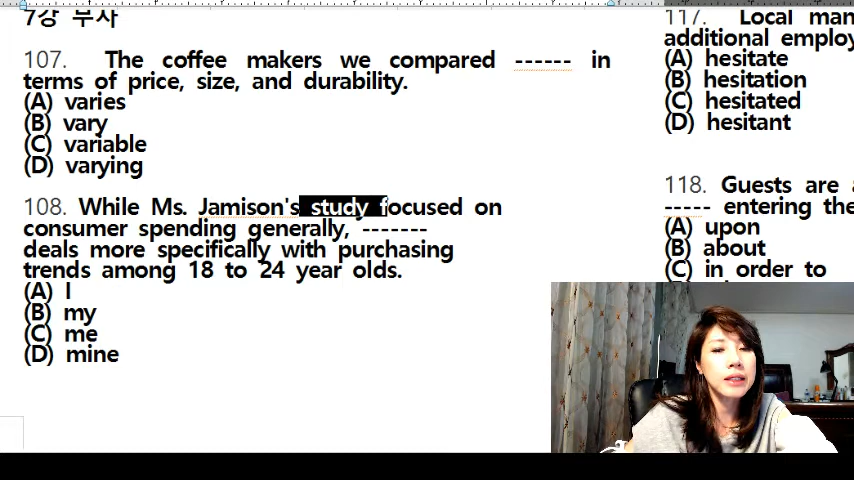 7강 부사
107. The coffee makers we compared ------ in
terms of price, size, and durability.
(A) varies
(B) vary
(C) variable
(D) varying
108. While Ms. Jamison's study focused on
consumer spending generally, -------
deals more specifically with purchasing
trends among 18 to 24 year olds.
(A) I
(B) my
(C) me
(D) mine
117. Local man
additional employ
(A) hesitate
(B) hesitation
(C) hesitated
(D) hesitant
118. Guests are
----- entering the
(A) upon
(B) about
(C) in order to